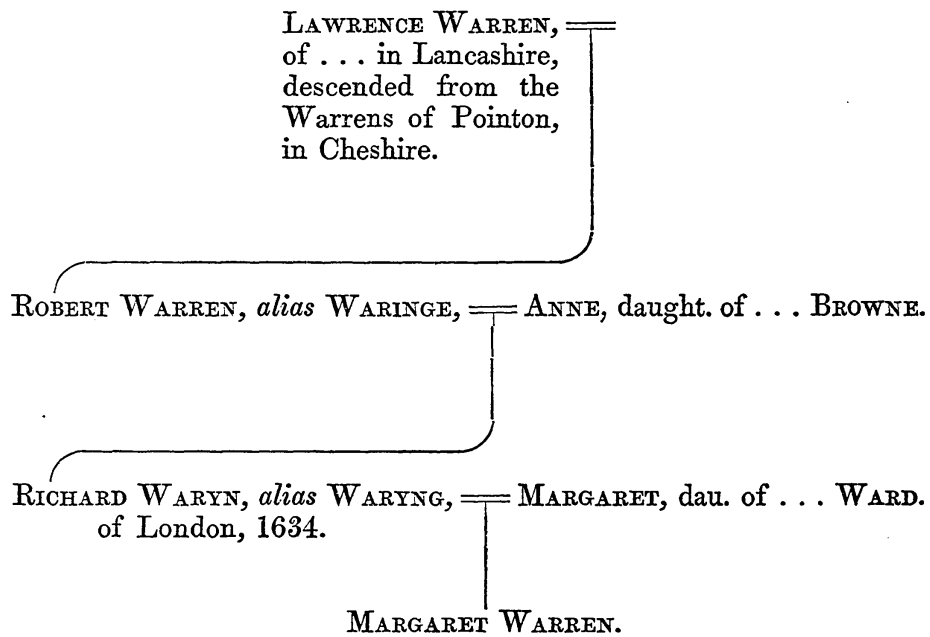 LAWRENCE WARREN,
of . . . in Lancashire,
descended from the
Warrens of Pointon,
in Cheshire.
ROBERT WARREN, alias WARINGE, ANNE, daught. of . . . BROWNE.
RICHARD WARYN, alias WARYNG, MARGARET, dau. of . . . WARD.
of London, 1634.
MARGARET WARREN.